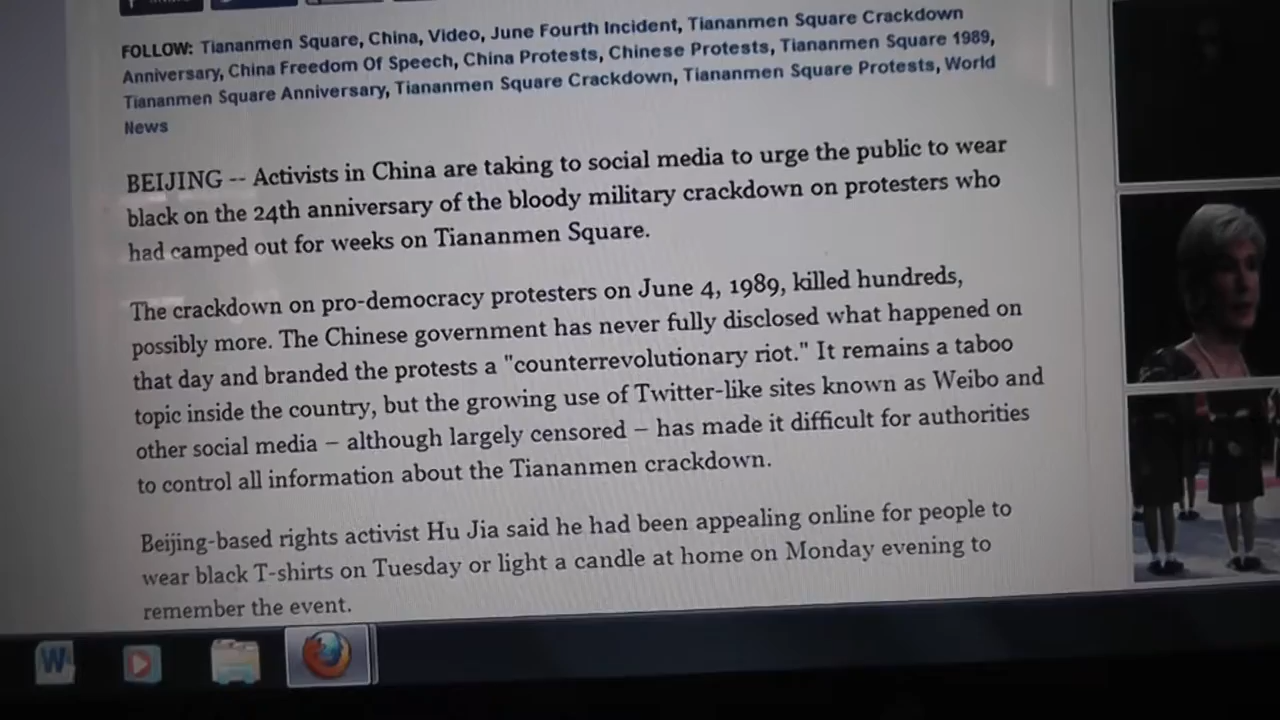 FOLLOW: Tiananmen Square, China, Video, June Fourth Incident, Tiananmen Square Crackdown
Anniversary, China Freedom Of Speech, China Protests, Chinese Protests, Tiananmen Square 1989,
Tiananmen Square Anniversary, Tiananmen Square Crackdown, Tiananmen Square Protests, World
News
BEIJING -- Activists in China are taking to social media to urge the public to wear
black on the 24th anniversary of the bloody military crackdown on protesters who
had camped out for weeks on Tiananmen Square.
The crackdown on pro-democracy protesters on June 4, 1989, killed hundreds,
possibly more. The Chinese government has never fully disclosed what happened on
that day and branded the protests a "counterrevolutionary riot." It remains a taboo
topic inside the country, but the growing use of Twitter-like sites known as Weibo and
other social media – although largely censored – has made it difficult for authorities
to control all information about the Tiananmen crackdown.
Beijing-based rights activist Hu Jia said he had been appealing online for people to
wear black T-shirts on Tuesday or light a candle at home on Monday evening to
remember the event.
W